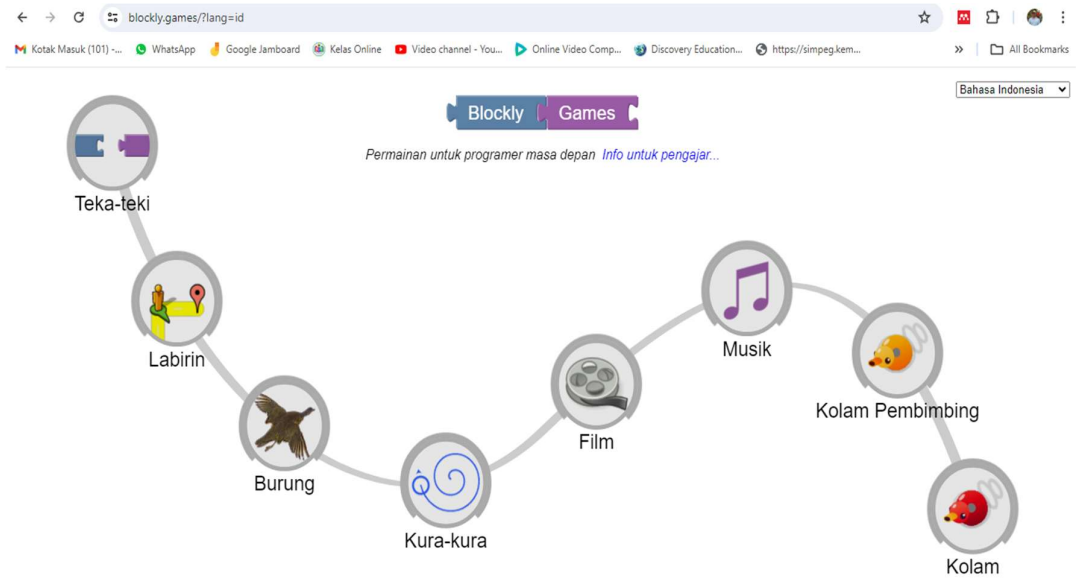 blockly.games/?lang=id
Kotak Masuk (101) -... WhatsApp Google Jamboard Kelas Online Video channel - You... Online Video Comp... Discovery Education... https://simpeg.kem... » All Bookmarks
Bahasa Indonesia
Blockly Games
Permainan untuk programer masa depan Info untuk pengajar...
Teka-teki
Labirin
Burung
Kura-kura
Film
Musik
Kolam Pembimbing
Kolam